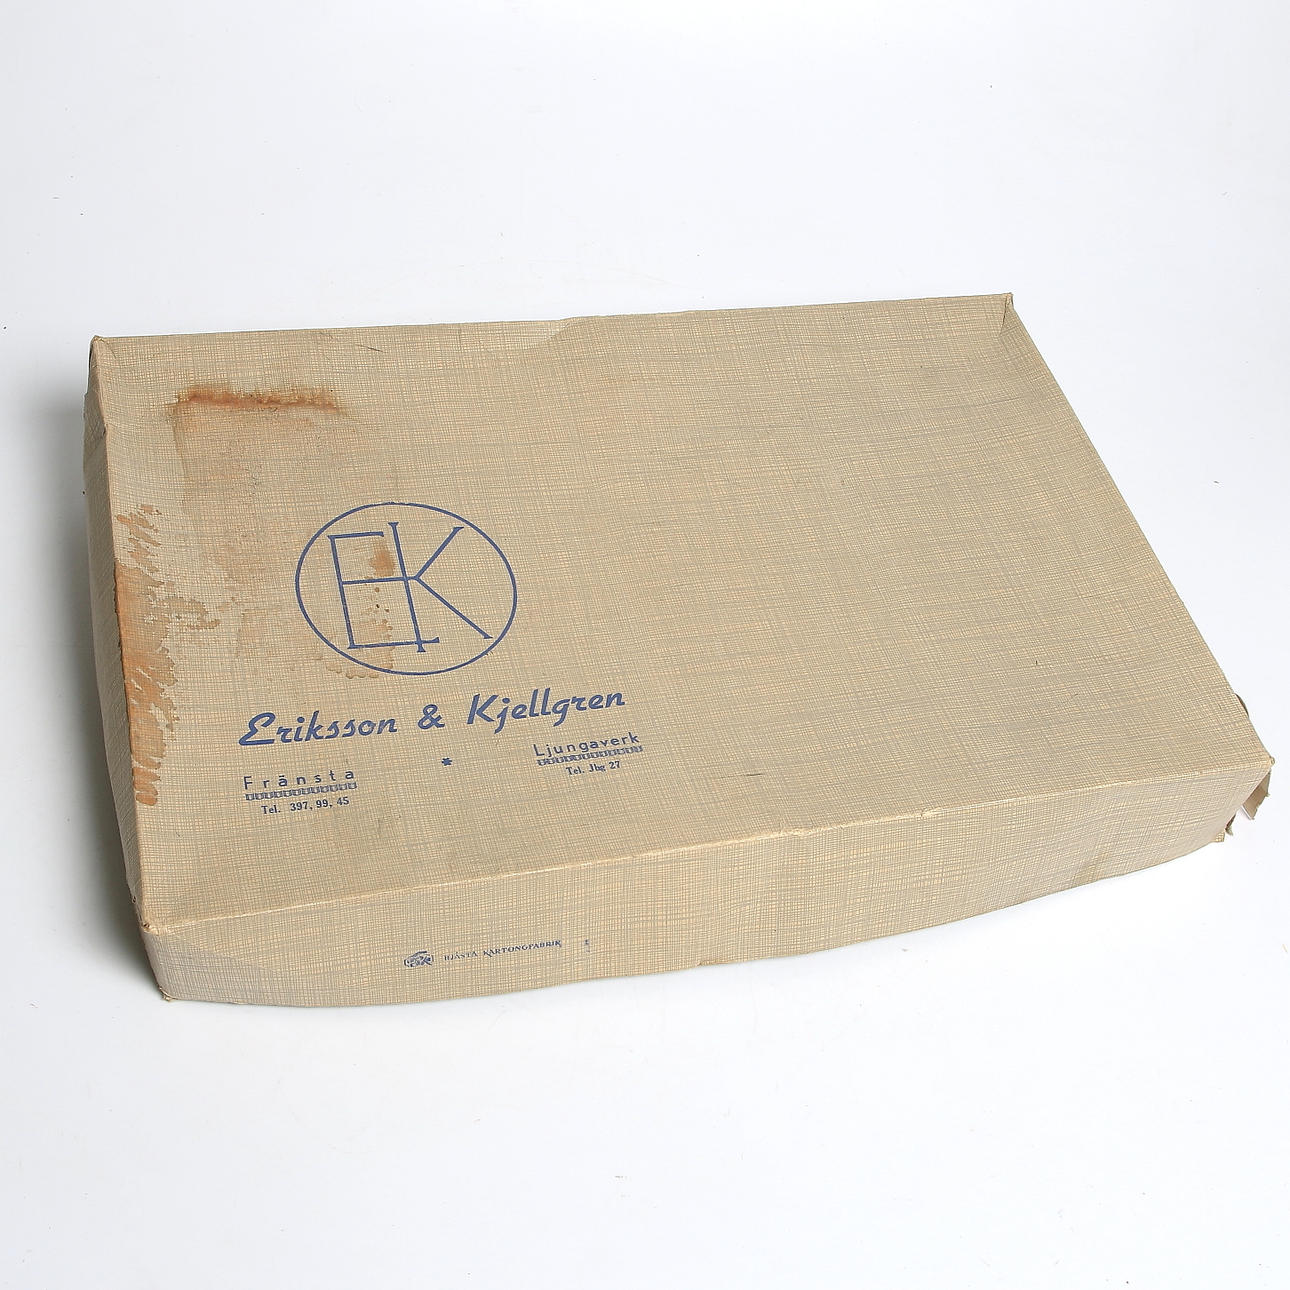 EK
Eriksson & Kjellgren
Fränsta * Ljungaverk
Tel. 397, 99, 45 Tel. Jbg 27
KARTONGFABRIK